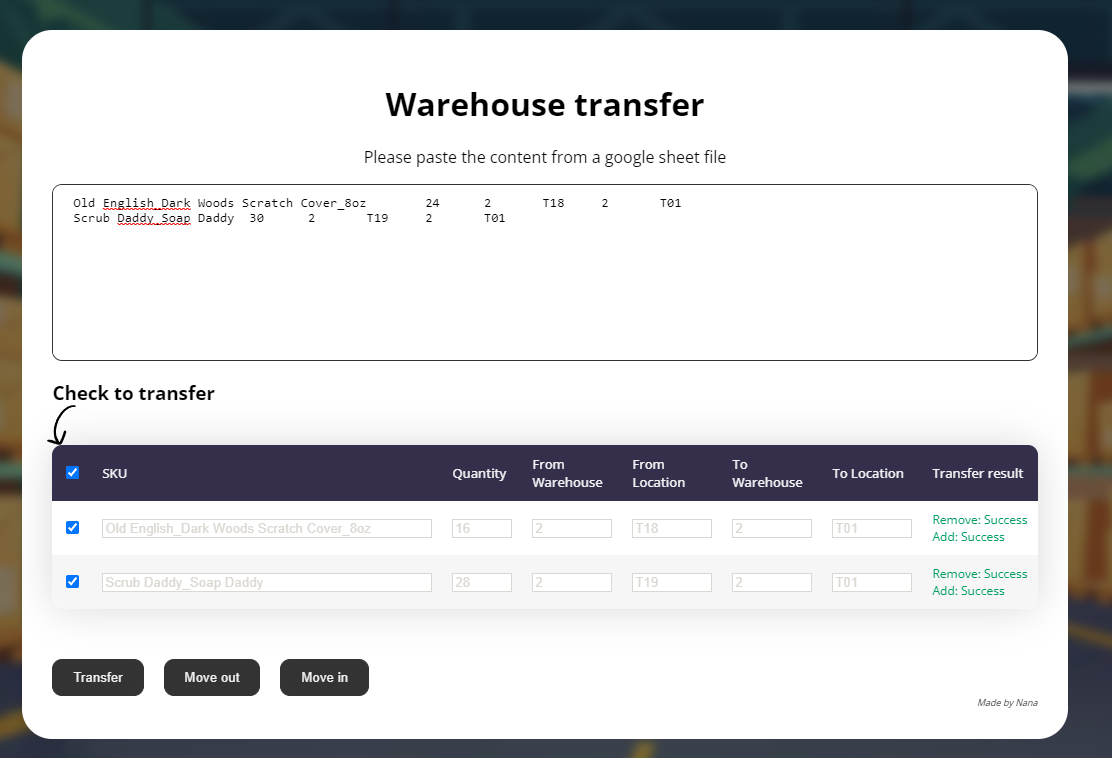 Warehouse transfer
Please paste the content from a google sheet file
Old English_Dark Woods Scratch Cover_8oz 24 2 T18 2 T01
Scrub Daddy_Soap Daddy 30 2 T19 2 T01
Check to transfer
SKU Quantity From Warehouse From Location To Warehouse To Location Transfer result
Old English_Dark Woods Scratch Cover_8oz 16 2 T18 2 T01 Remove: Success
Add: Success
Scrub Daddy_Soap Daddy 28 2 T19 2 T01 Remove: Success
Add: Success
Transfer Move out Move in
Made by Nana